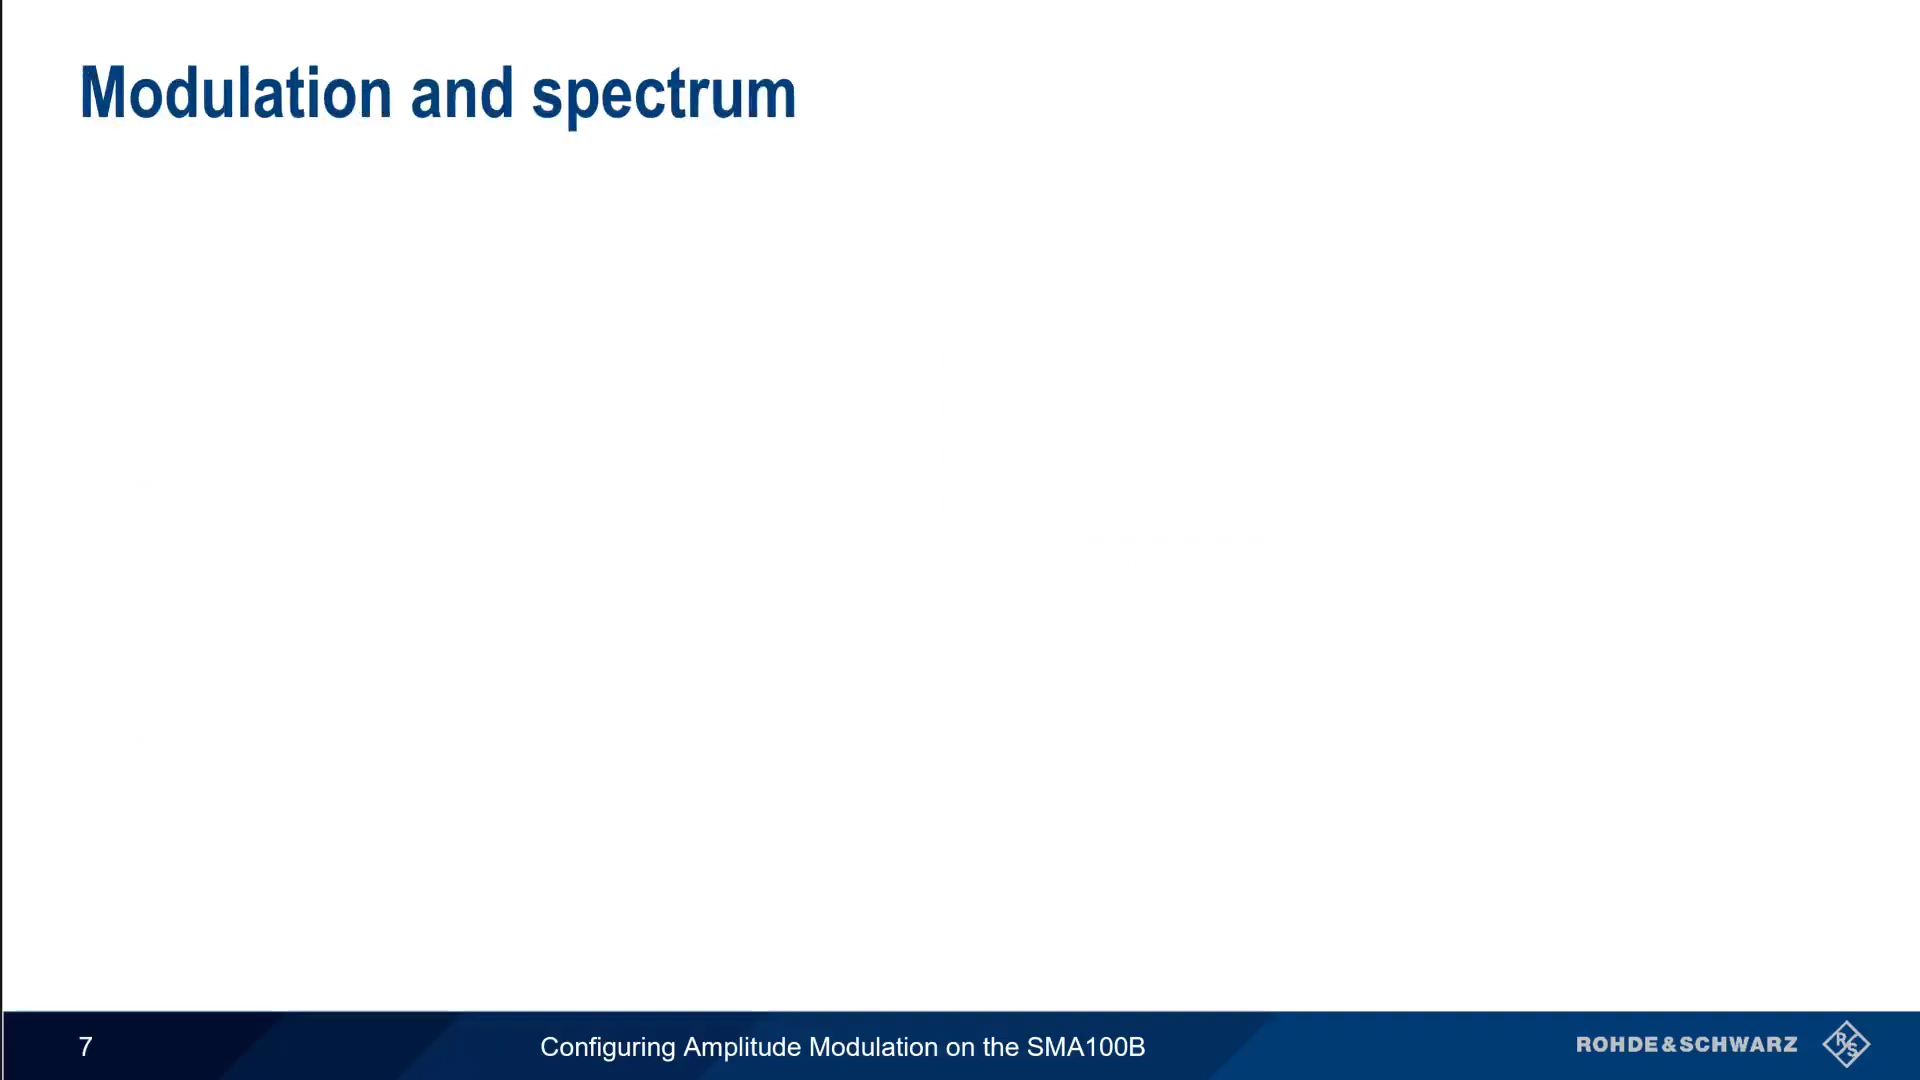 Modulation and spectrum
7
Configuring Amplitude Modulation on the SMA100B
ROHDE&SCHWARZ
R&S